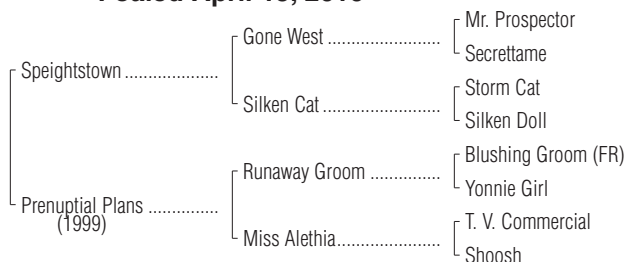 Foaled April
Mr. Prospector
Gone West ........................
Secrettame
Speightstown ....................
Storm Cat
Silken Cat .........................
Silken Doll
Blushing Groom (FR)
Runaway Groom ...............
Yonnie Girl
Prenuptial Plans ...............
(1999)
T. V. Commercial
Miss Alethia......................
Shoosh